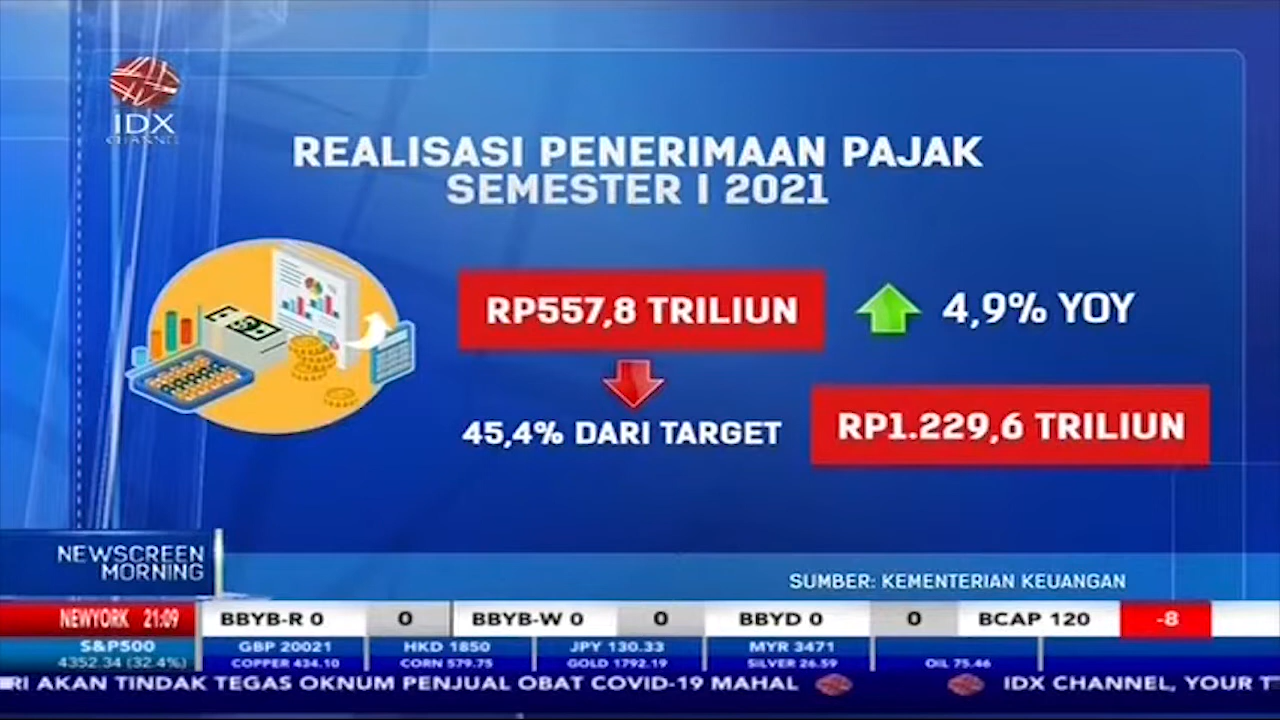 IDX
CHANNEL
REALISASI PENERIMAAN PAJAK
SEMESTER I 2021
RP557,8 TRILIUN
4,9% YOY
45,4% DARI TARGET
RP1.229,6 TRILIUN
NEWSCREEN
MORNING
SUMBER: KEMENTERIAN KEUANGAN
NEWYORK 21:09
BBYB-R 0 0 BBYB-W 0 0 BBYD 0 0 BCAP 120 -8
S&P500
4352.34 (32.4%)
GBP 20021 HKD 1850 JPY 130.33 MYR 3471
COPPER 434.10 CORN 579.75 GOLD 1792.19 SILVER 26.59 OIL 75.46
RI AKAN TINDAK TEGAS OKNUM PENJUAL OBAT COVID-19 MAHAL IDX CHANNEL, YOUR T